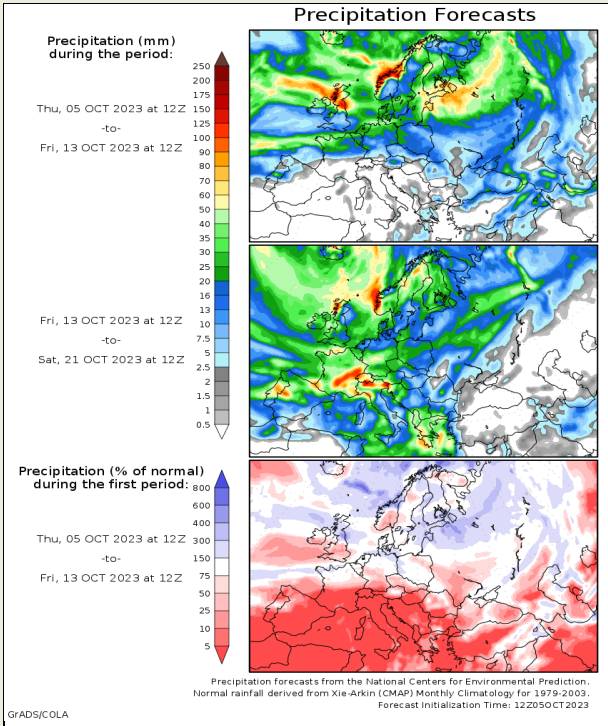 Precipitation Forecasts
Precipitation (mm)
during the period:
Thu, 05 OCT 2023 at 12Z
-to-
Fri, 13 OCT 2023 at 12Z
250
200
175
150
125
100
90
80
70
60
50
40
35
30
25
20
16
13
10
7.5
5
2.5
2
1.5
1
0.5
Fri, 13 OCT 2023 at 12Z
-to-
Sat, 21 OCT 2023 at 12Z
Precipitation (% of normal)
during the first period:
Thu, 05 OCT 2023 at 12Z
-to-
Fri, 13 OCT 2023 at 12Z
800
600
400
300
150
75
50
25
10
5
Precipitation forecasts from the National Centers for Environmental Prediction.
Normal rainfall derived from Xie-Arkin (CMAP) Monthly Climatology for 1979-2003.
Forecast Initialization Time: 12Z05OCT2023
GrADS/COLA